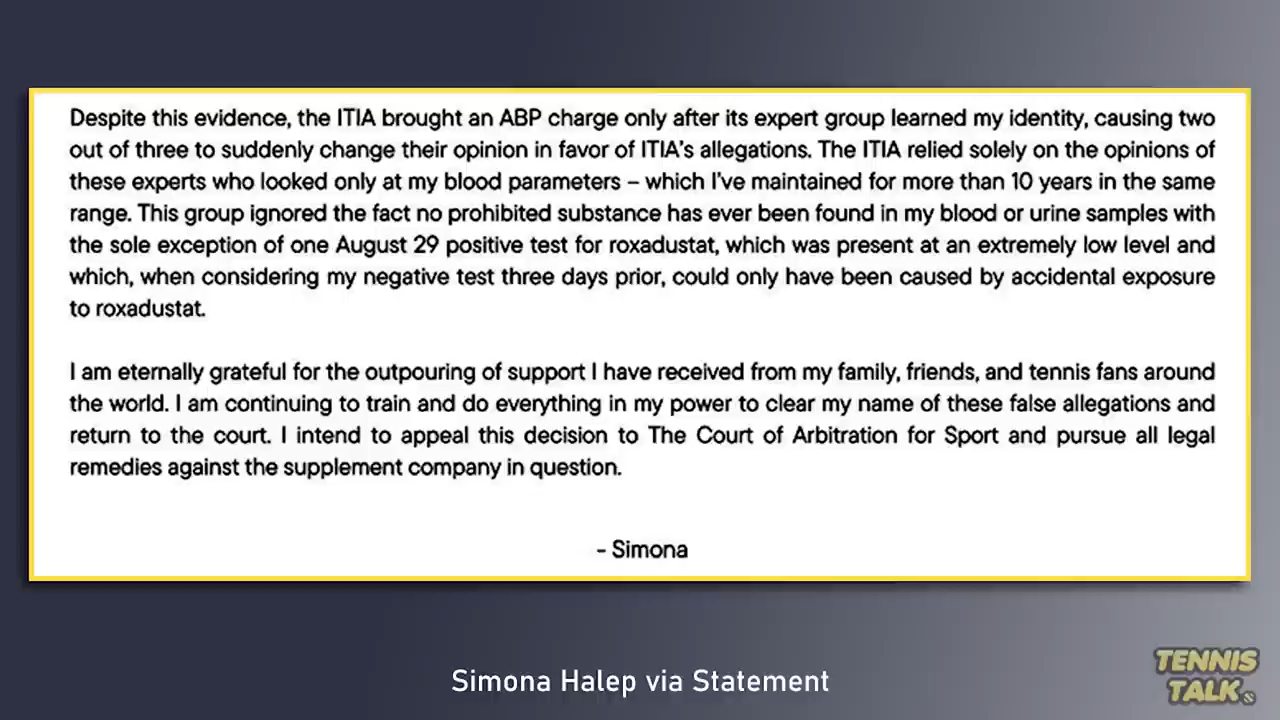 Despite this evidence, the ITIA brought an ABP charge only after its expert group learned my identity, causing two
out of three to suddenly change their opinion in favor of ITIA's allegations. The ITIA relied solely on the opinions of
these experts who looked only at my blood parameters – which I've maintained for more than 10 years in the same
range. This group ignored the fact no prohibited substance has ever been found in my blood or urine samples with
the sole exception of one August 29 positive test for roxadustat, which was present at an extremely low level and
which, when considering my negative test three days prior, could only have been caused by accidental exposure
to roxadustat.
I am eternally grateful for the outpouring of support I have received from my family, friends, and tennis fans around
the world. I am continuing to train and do everything in my power to clear my name of these false allegations and
return to the court. I intend to appeal this decision to The Court of Arbitration for Sport and pursue all legal
remedies against the supplement company in question.
- Simona
Simona Halep via Statement
TENNIS
TALK